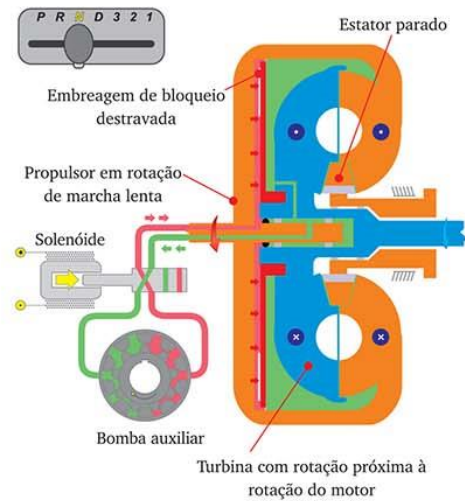 P R N D 3 2 1
Estator parado
Embreagem de bloqueio
destravada
Propulsor em rotação
de marcha lenta
Solenóide
Bomba auxiliar
Turbina com rotação próxima à
rotação do motor